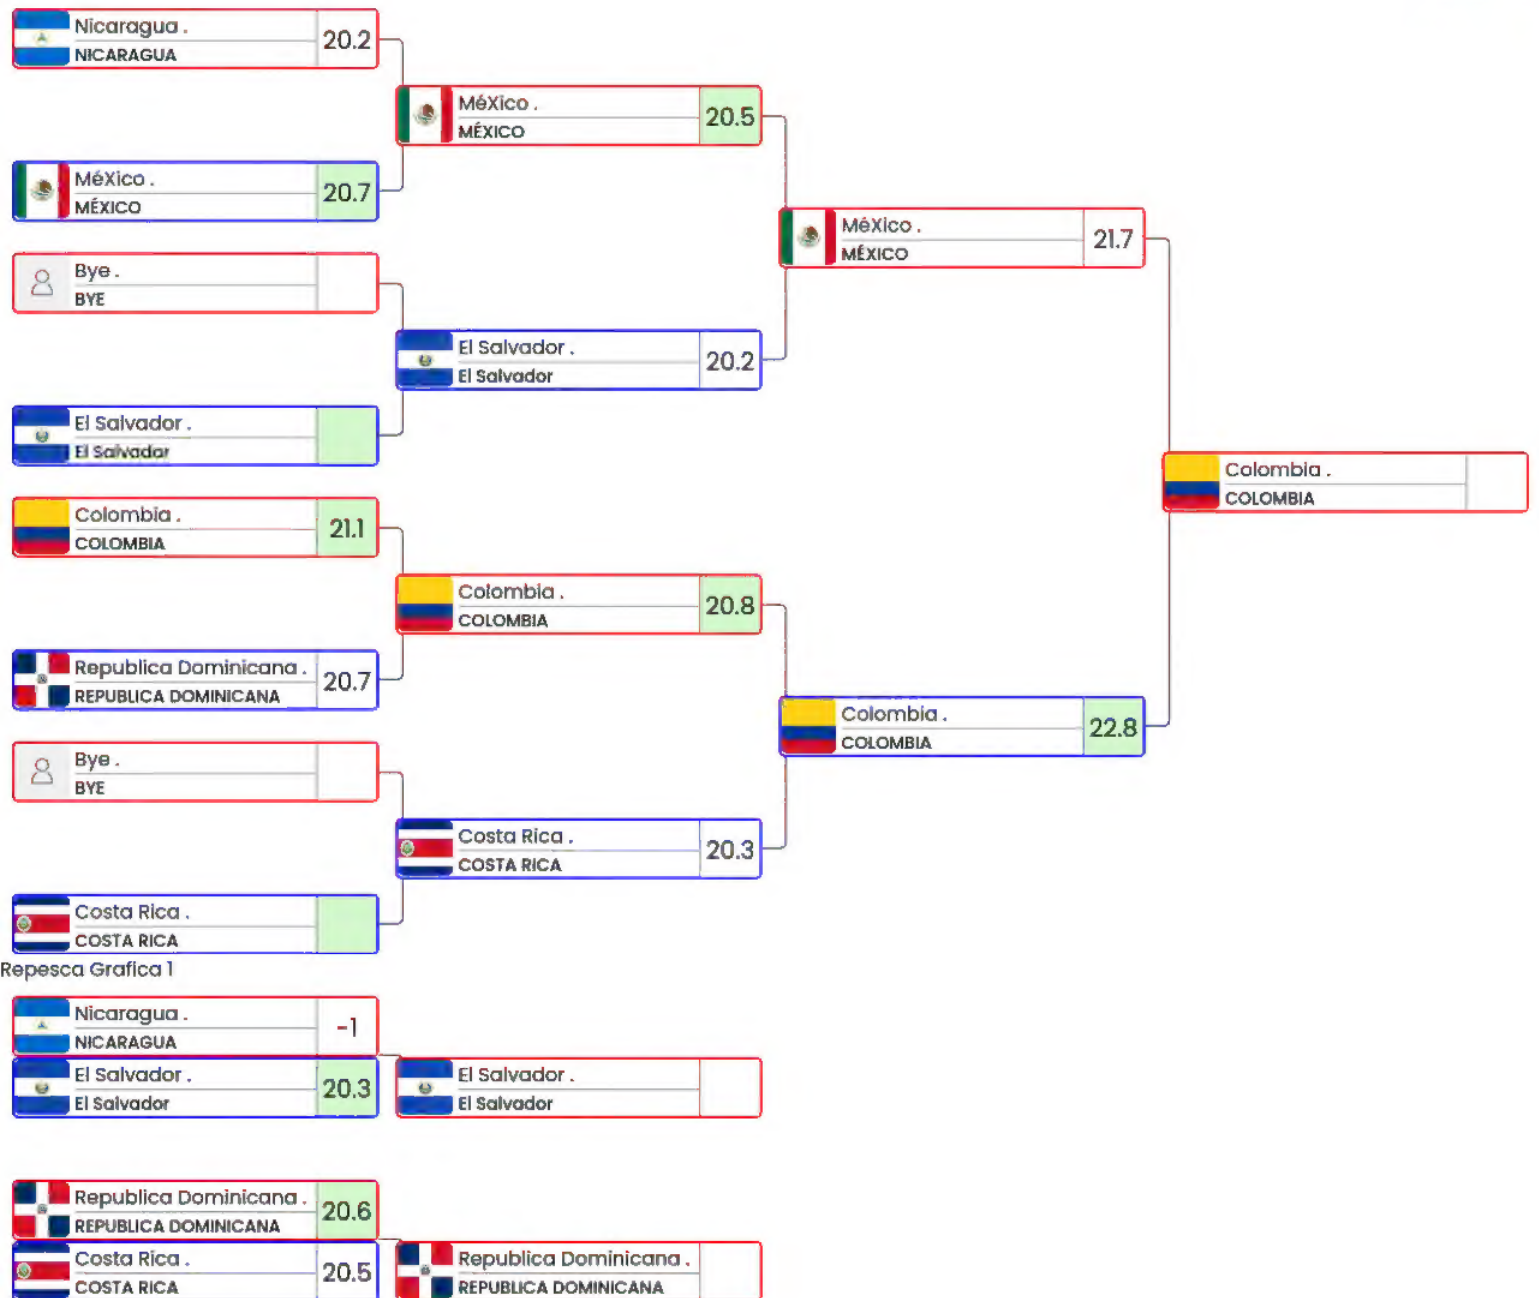 Nicaragua .
NICARAGUA
20.2
MéXico .
MÉXICO
20.5
MéXico .
MÉXICO
20.7
MéXico .
MÉXICO
21.7
Bye .
BYE
El Salvador .
El Salvador
20.2
El Salvador .
El Salvador
Colombia .
COLOMBIA
Colombia .
COLOMBIA
21.1
Colombia .
COLOMBIA
20.8
Republica Dominicana .
REPUBLICA DOMINICANA
20.7
Colombia .
COLOMBIA
22.8
Bye .
BYE
Costa Rica .
COSTA RICA
20.3
Costa Rica .
COSTA RICA
Repesca Grafica 1
Nicaragua .
NICARAGUA
-1
El Salvador .
El Salvador
20.3
El Salvador .
El Salvador
Republica Dominicana .
REPUBLICA DOMINICANA
20.6
Costa Rica .
COSTA RICA
20.5
Republica Dominicana .
REPUBLICA DOMINICANA